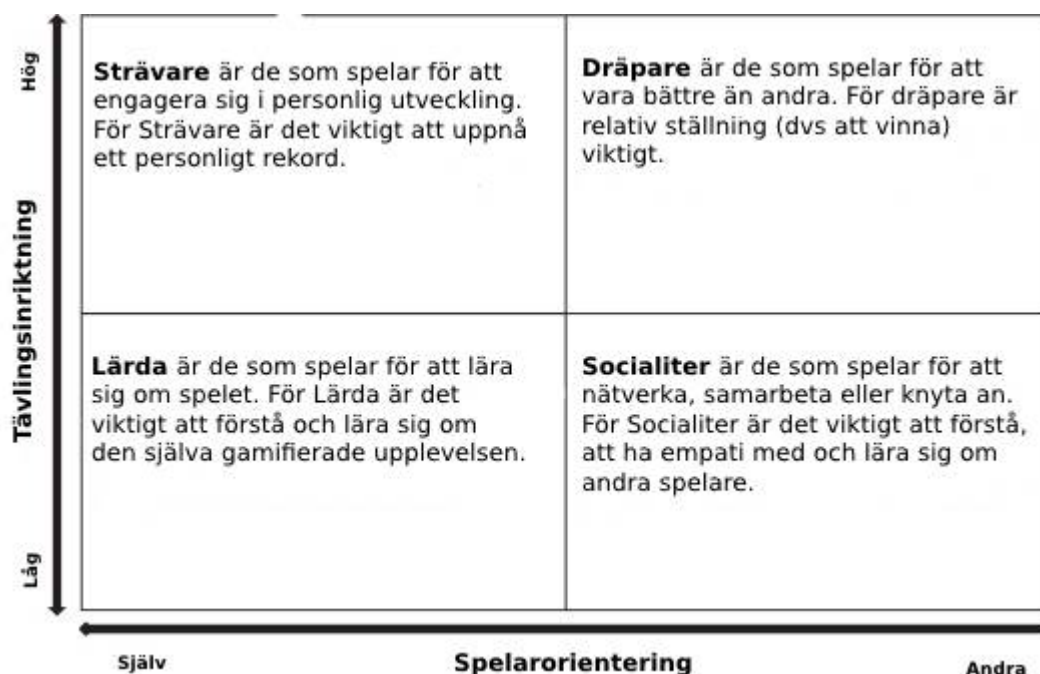 Hög
Strävare är de som spelar för att
engagera sig i personlig utveckling.
För Strävare är det viktigt att uppnå
ett personligt rekord.
Dräpare är de som spelar för att
vara bättre än andra. För dräpare är
relativ ställning (dvs att vinna)
viktigt.
Tävlingsinriktning
Lärda är de som spelar för att lära
sig om spelet. För Lärda är det
viktigt att förstå och lära sig om
den själva gamifierade upplevelsen.
Socialiter är de som spelar för att
nätverka, samarbeta eller knyta an.
För Socialiter är det viktigt att förstå,
att ha empati med och lära sig om
andra spelare.
Låg
Själv
Spelarorientering
Andra